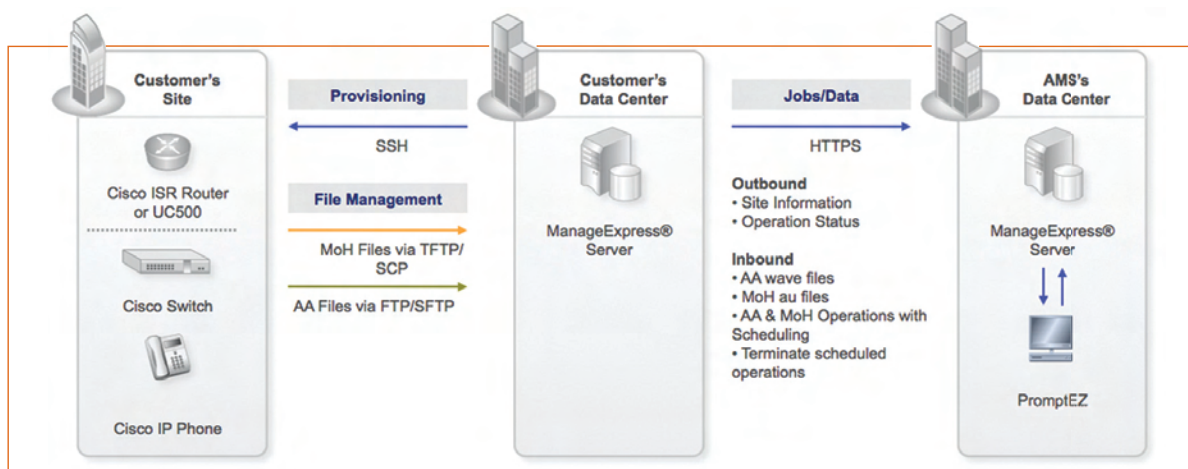 Customer's
Site
Cisco ISR Router
or UC500
Cisco Switch
Cisco IP Phone
Provisioning
SSH
File Management
MoH Files via TFTP/
SCP
AA Files via FTP/SFTP
Customer's
Data Center
ManageExpress®
Server
Jobs/Data
HTTPS
Outbound
• Site Information
• Operation Status
Inbound
• AA wave files
• MoH au files
• AA & MoH Operations with
Scheduling
• Terminate scheduled
operations
AMS's
Data Center
ManageExpress®
Server
PromptEZ